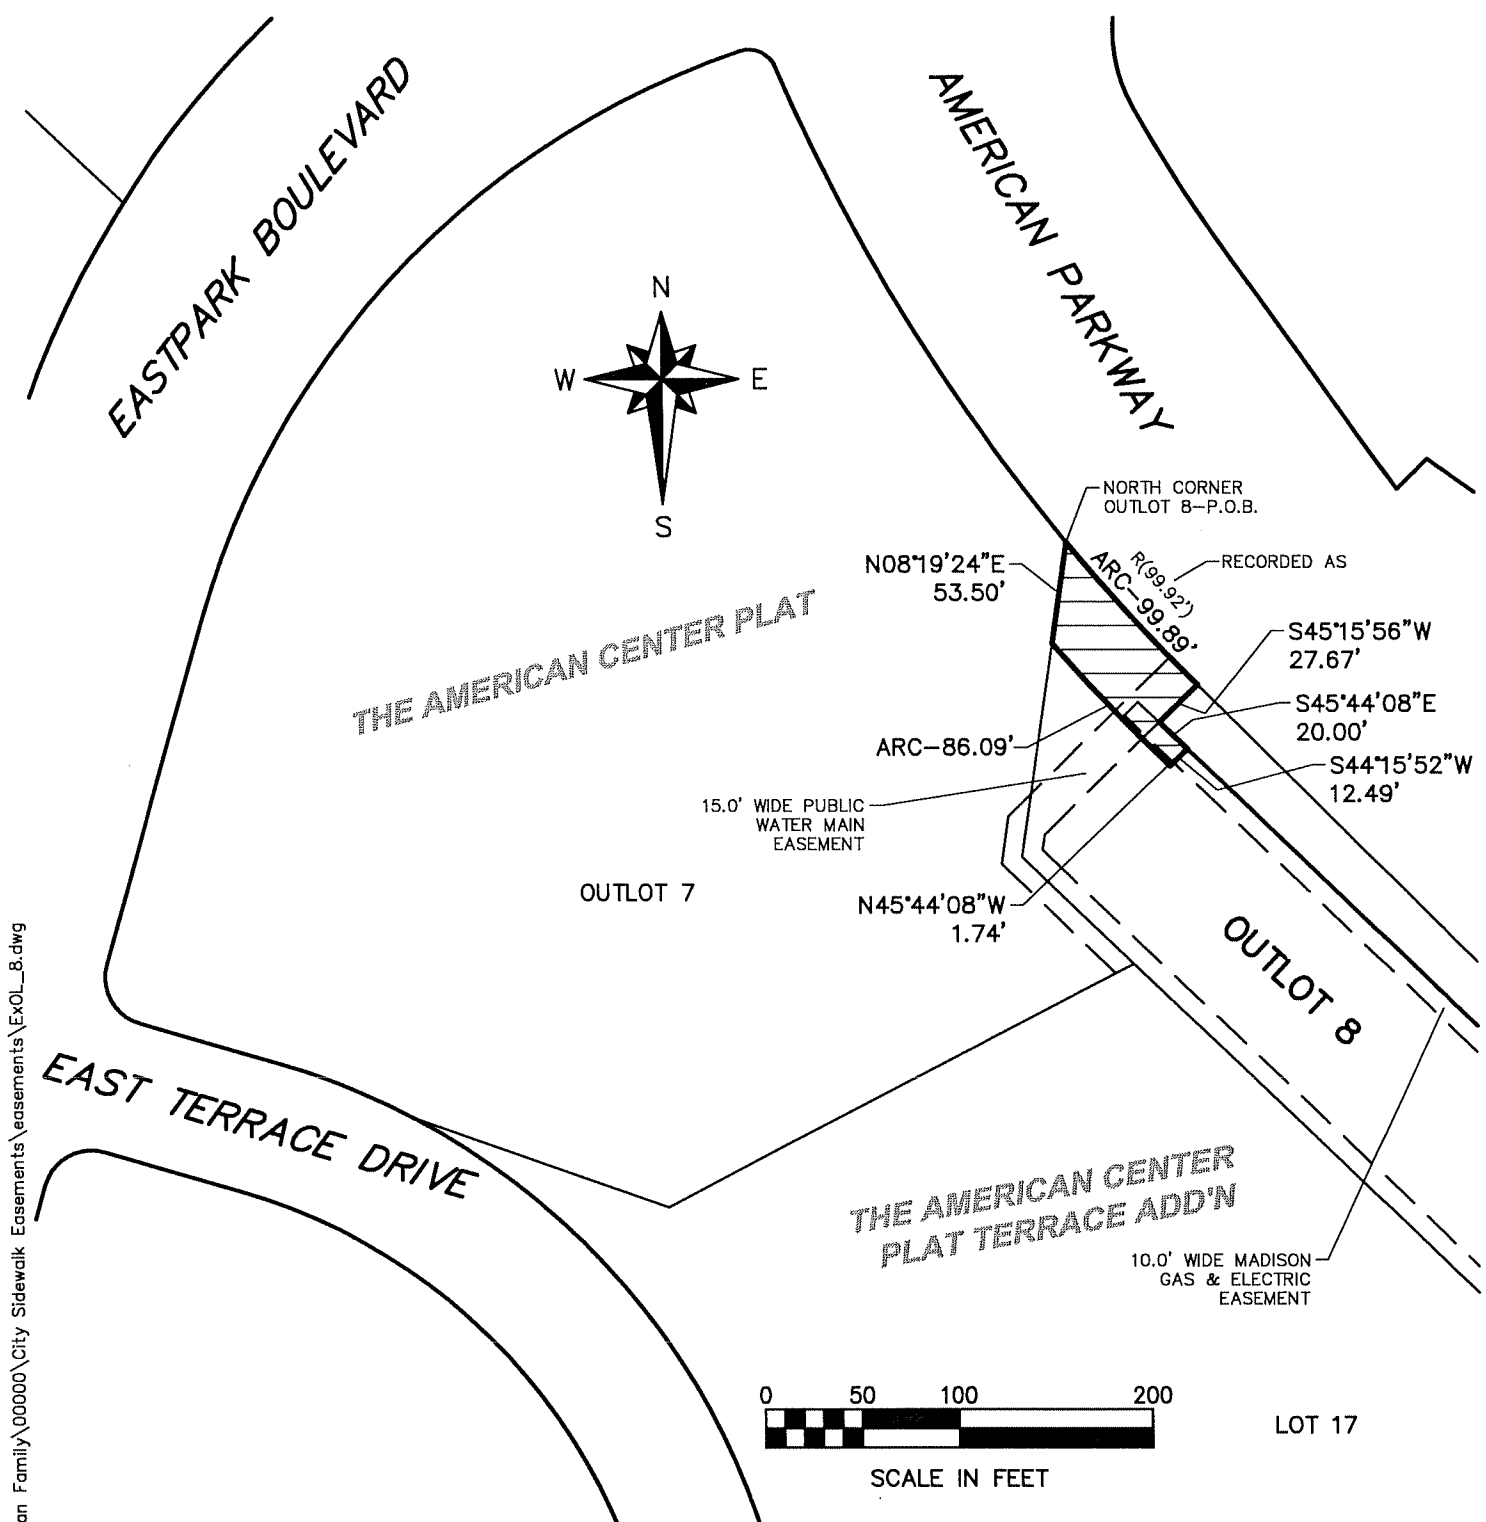 EASTPARK BOULEVARD
AMERICAN PARKWAY
N
W
E
S
NORTH CORNER
OUTLOT 8-P.O.B.
N08°19'24"E
53.50'
R(99.92')
ARC-99.89'
RECORDED AS
S45°15'56"W
27.67'
S45°44'08"E
20.00'
S44°15'52"W
12.49'
THE AMERICAN CENTER PLAT
ARC-86.09'
15.0' WIDE PUBLIC
WATER MAIN
EASEMENT
OUTLOT 7
N45°44'08"W
1.74'
OUTLOT 8
EAST TERRACE DRIVE
THE AMERICAN CENTER
PLAT TERRACE ADD'N
10.0' WIDE MADISON
GAS & ELECTRIC
EASEMENT
0 50 100 200
SCALE IN FEET
LOT 17
an Family\00000\City Sidewalk Easements\easements\ExOL_8.dwg